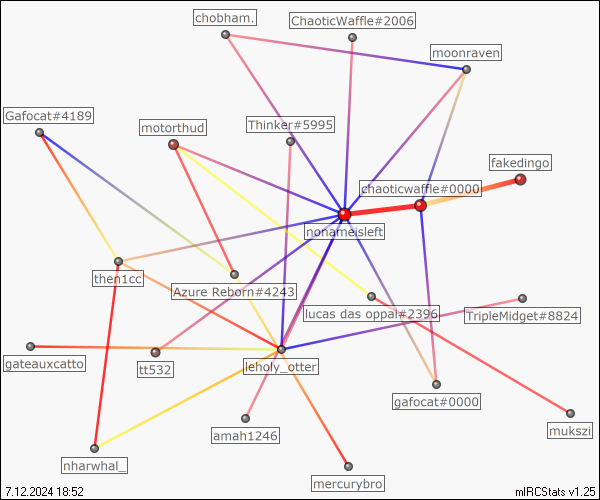 chobham.
ChaoticWaffle#2006
moonraven
Gafocat#4189
motorthud
Thinker#5995
fakedingo
chaoticwaffle#0000
nonameisleft
then1cc
Azure Reborn#4243
lucas das oppai#2396
TripleMidget#8824
gateauxcatto
tt532
leholy_otter
gafocat#0000
amah1246
mukszi
nharwhal_
mercurybro
7.12.2024 18:52
mIRCStats v1.25